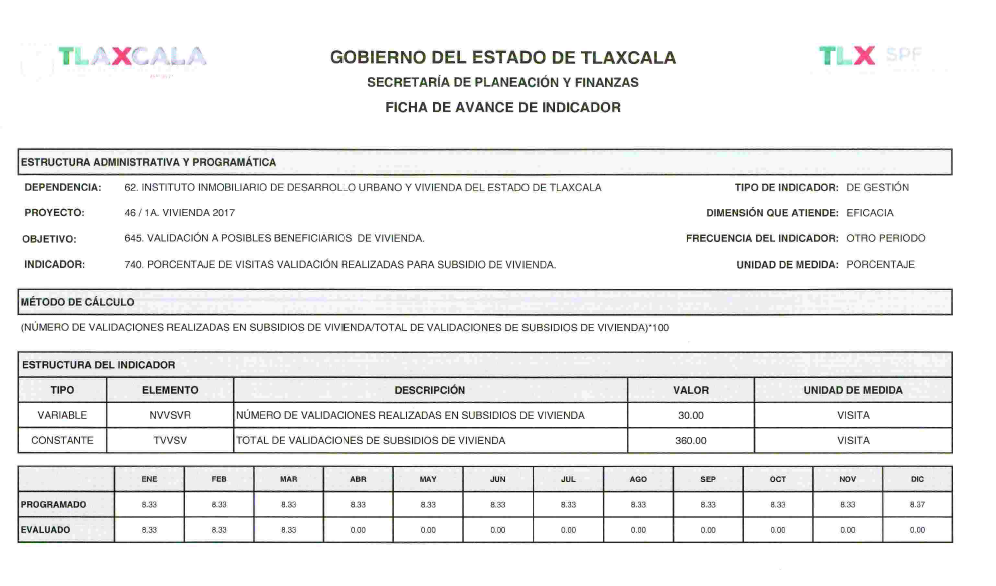 TLAXCALA
GOBIERNO DEL ESTADO DE TLAXCALA
TLX SPF
SECRETARÍA DE PLANEACIÓN Y FINANZAS
FICHA DE AVANCE DE INDICADOR
ESTRUCTURA ADMINISTRATIVA Y PROGRAMÁTICA
DEPENDENCIA: 62. INSTITUTO INMOBILIARIO DE DESARROLLO URBANO Y VIVIENDA DEL ESTADO DE TLAXCALA TIPO DE INDICADOR: DE GESTIÓN
PROYECTO: 46 / 1A. VIVIENDA 2017 DIMENSIÓN QUE ATIENDE: EFICACIA
OBJETIVO: 645. VALIDACIÓN A POSIBLES BENEFICIARIOS DE VIVIENDA. FRECUENCIA DEL INDICADOR: OTRO PERIODO
INDICADOR: 740. PORCENTAJE DE VISITAS VALIDACIÓN REALIZADAS PARA SUBSIDIO DE VIVIENDA. UNIDAD DE MEDIDA: PORCENTAJE
MÉTODO DE CÁLCULO
(NÚMERO DE VALIDACIONES REALIZADAS EN SUBSIDIOS DE VIVIENDA/TOTAL DE VALIDACIONES DE SUBSIDIOS DE VIVIENDA)*100
ESTRUCTURA DEL INDICADOR
TIPO ELEMENTO DESCRIPCIÓN VALOR UNIDAD DE MEDIDA
VARIABLE NVVSVR NÚMERO DE VALIDACIONES REALIZADAS EN SUBSIDIOS DE VIVIENDA 30.00 VISITA
CONSTANTE TVVSV TOTAL DE VALIDACIONES DE SUBSIDIOS DE VIVIENDA 360.00 VISITA
ENE FEB MAR ABR MAY JUN JUL AGO SEP OCT NOV DIC
PROGRAMADO 8.33 8.33 8.33 8.33 8.33 8.33 8.33 8.33 8.33 8.33 8.33 8.37
EVALUADO 8.33 8.33 8.33 0.00 0.00 0.00 0.00 0.00 0.00 0.00 0.00 0.00